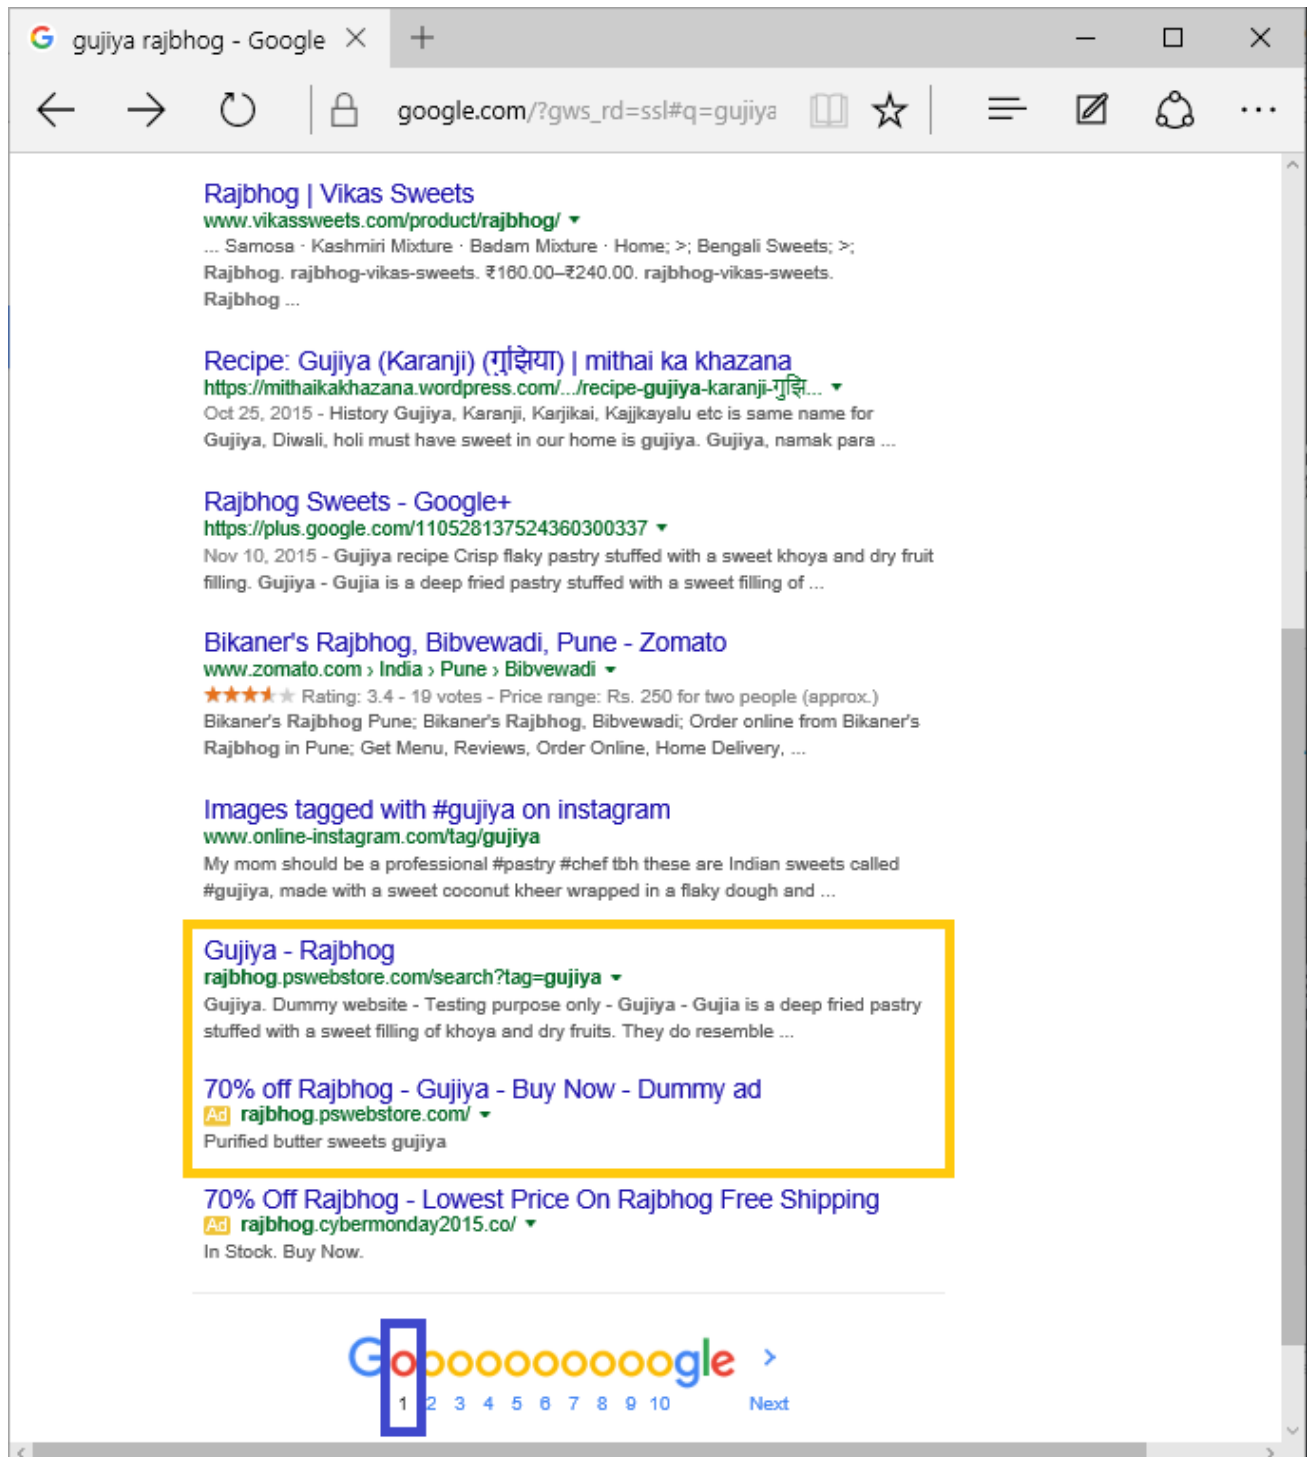 gujiya rajbhog - Google
google.com/?gws_rd=ssl#q=gujiya
Rajbhog | Vikas Sweets
www.vikassweets.com/product/rajbhog/
... Samosa · Kashmiri Mixture · Badam Mixture · Home; >; Bengali Sweets; >;
Rajbhog. rajbhog-vikas-sweets. ₹160.00–₹240.00. rajbhog-vikas-sweets.
Rajbhog ...
Recipe: Gujiya (Karanji) (गुझिया) | mithai ka khazana
https://mithaikakhazana.wordpress.com/.../recipe-gujiya-karanji-गुझि...
Oct 25, 2015 - History Gujiya, Karanji, Karjikai, Kajjkayalu etc is same name for
Gujiya, Diwali, holi must have sweet in our home is gujiya. Gujiya, namak para ...
Rajbhog Sweets - Google+
https://plus.google.com/110528137524360300337
Nov 10, 2015 - Gujiya recipe Crisp flaky pastry stuffed with a sweet khoya and dry fruit
filling. Gujiya - Gujia is a deep fried pastry stuffed with a sweet filling of ...
Bikaner's Rajbhog, Bibvewadi, Pune - Zomato
www.zomato.com › India › Pune › Bibvewadi
Rating: 3.4 - 19 votes - Price range: Rs. 250 for two people (approx.)
Bikaner's Rajbhog Pune; Bikaner's Rajbhog, Bibvewadi; Order online from Bikaner's
Rajbhog in Pune; Get Menu, Reviews, Order Online, Home Delivery, ...
Images tagged with #gujiya on instagram
www.online-instagram.com/tag/gujiya
My mom should be a professional #pastry #chef tbh these are Indian sweets called
#gujiya, made with a sweet coconut kheer wrapped in a flaky dough and ...
Gujiya - Rajbhog
rajbhog.pswebstore.com/search?tag=gujiya
Gujiya. Dummy website - Testing purpose only - Gujiya - Gujia is a deep fried pastry
stuffed with a sweet filling of khoya and dry fruits. They do resemble ...
70% off Rajbhog - Gujiya - Buy Now - Dummy ad
Ad rajbhog.pswebstore.com/
Purified butter sweets gujiya
70% Off Rajbhog - Lowest Price On Rajbhog Free Shipping
Ad rajbhog.cybermonday2015.co/
In Stock. Buy Now.
Goooooooooogle >
1 2 3 4 5 6 7 8 9 10 Next